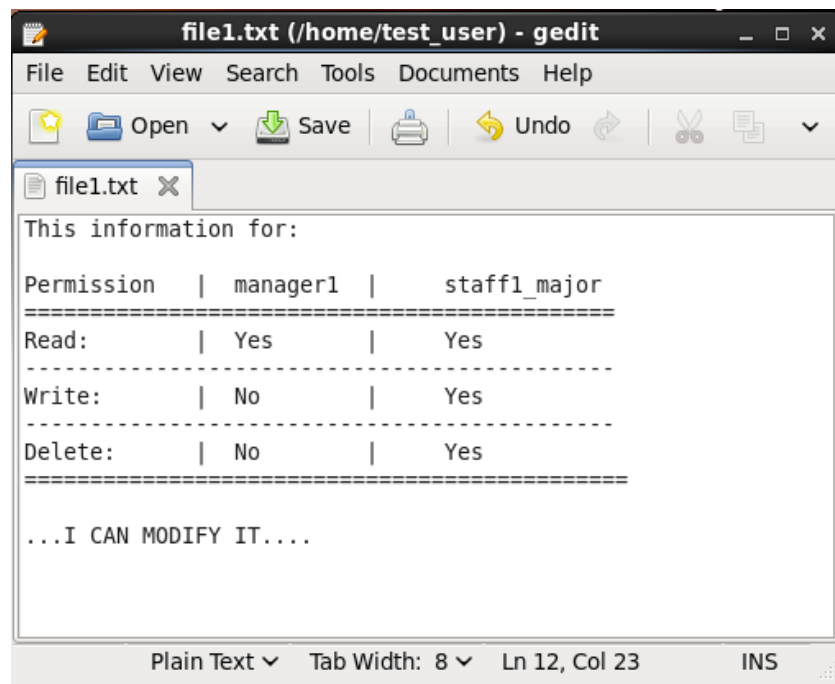 file1.txt (/home/test_user) - gedit
File Edit View Search Tools Documents Help
Open Save Undo
file1.txt
This information for:
Permission | manager1 | staff1_major
=============================================
Read: | Yes | Yes
---------------------------------------------
Write: | No | Yes
---------------------------------------------
Delete: | No | Yes
==============================================
...I CAN MODIFY IT....
Plain Text Tab Width: 8 Ln 12, Col 23 INS